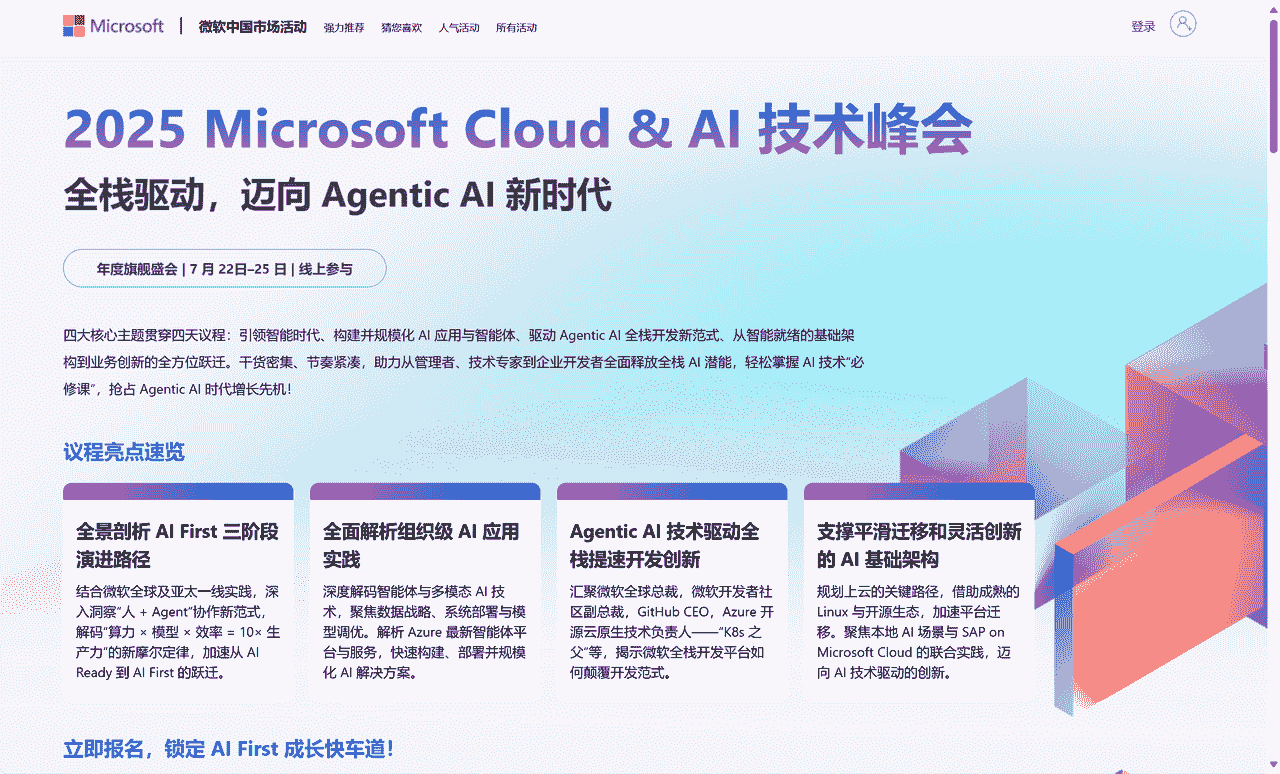 Microsoft | 微软中国市场活动 强力推荐 猜您喜欢 人气活动 所有活动 登录
2025 Microsoft Cloud & AI 技术峰会
全栈驱动，迈向 Agentic AI 新时代
年度旗舰盛会 | 7 月 22日–25 日 | 线上参与
四大核心主题贯穿四天议程：引领智能时代、构建并规模化 AI 应用与智能体、驱动 Agentic AI 全栈开发新范式、从智能就绪的基础架
构到业务创新的全方位跃迁。干货密集、节奏紧凑，助力从管理者、技术专家到企业开发者全面释放全栈 AI 潜能，轻松掌握 AI 技术“必
修课”，抢占 Agentic AI 时代增长先机！
议程亮点速览
全景剖析 AI First 三阶段
演进路径
结合微软全球及亚太一线实践，深
入洞察“人 + Agent”协作新范式，
解码“算力 × 模型 × 效率 = 10× 生
产力”的新摩尔定律，加速从 AI
Ready 到 AI First 的跃迁。
全面解析组织级 AI 应用
实践
深度解码智能体与多模态 AI 技
术，聚焦数据战略、系统部署与模
型调优。解析 Azure 最新智能体平
台与服务，快速构建、部署并规模
化 AI 解决方案。
Agentic AI 技术驱动全
栈提速开发创新
汇聚微软全球总裁，微软开发者社
区副总裁，GitHub CEO，Azure 开
源云原生技术负责人——“K8s 之
父”等，揭示微软全栈开发平台如
何颠覆开发范式。
支撑平滑迁移和灵活创新
的 AI 基础架构
规划上云的关键路径，借助成熟的
Linux 与开源生态，加速平台迁
移。聚焦本地 AI 场景与 SAP on
Microsoft Cloud 的联合实践，迈
向 AI 技术驱动的创新。
立即报名，锁定 AI First 成长快车道！